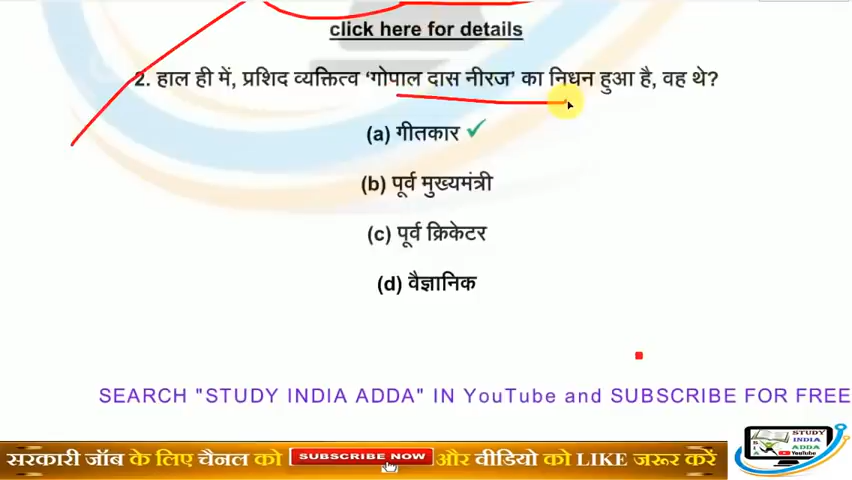 click here for details
2. हाल ही में, प्रशिद व्यक्तित्व ‘गोपाल दास नीरज’ का निधन हुआ है, वह थे?
(a) गीतकार
(b) पूर्व मुख्यमंत्री
(c) पूर्व क्रिकेटर
(d) वैज्ञानिक
SEARCH "STUDY INDIA ADDA" IN YouTube and SUBSCRIBE FOR FREE
सरकारी जॉब के लिए चैनल को SUBSCRIBE NOW और वीडियो को LIKE जरूर करें
STUDY
INDIA
ADDA
YouTube